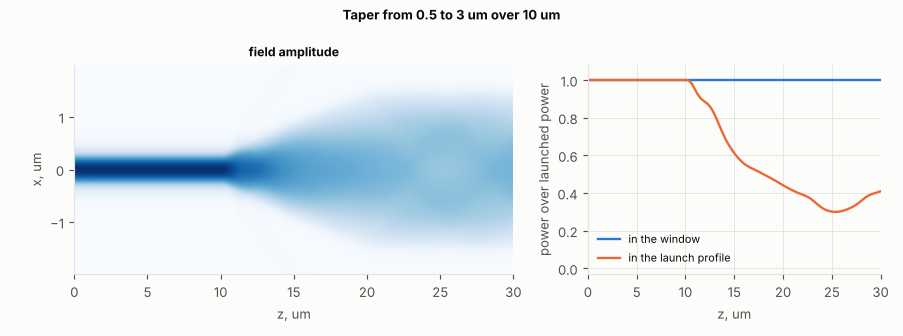 Taper from 0.5 to 3 um over 10 um
field amplitude
x, um
1
0
−1
0 5 10 15 20 25 30
z, um
power over launched power
1.0
0.8
0.6
0.4
0.2
0.0
in the window
in the launch profile
0 5 10 15 20 25 30
z, um